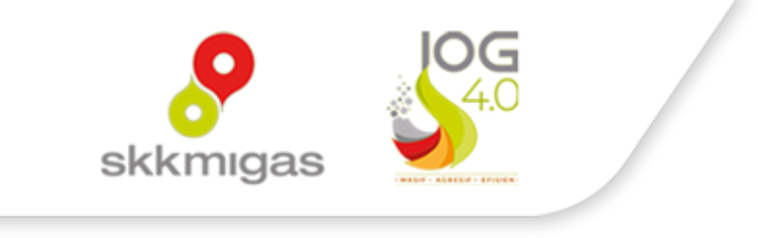 skkmigas
IOG
4.0
• MASIF • AGRESIF • EFISIEN •